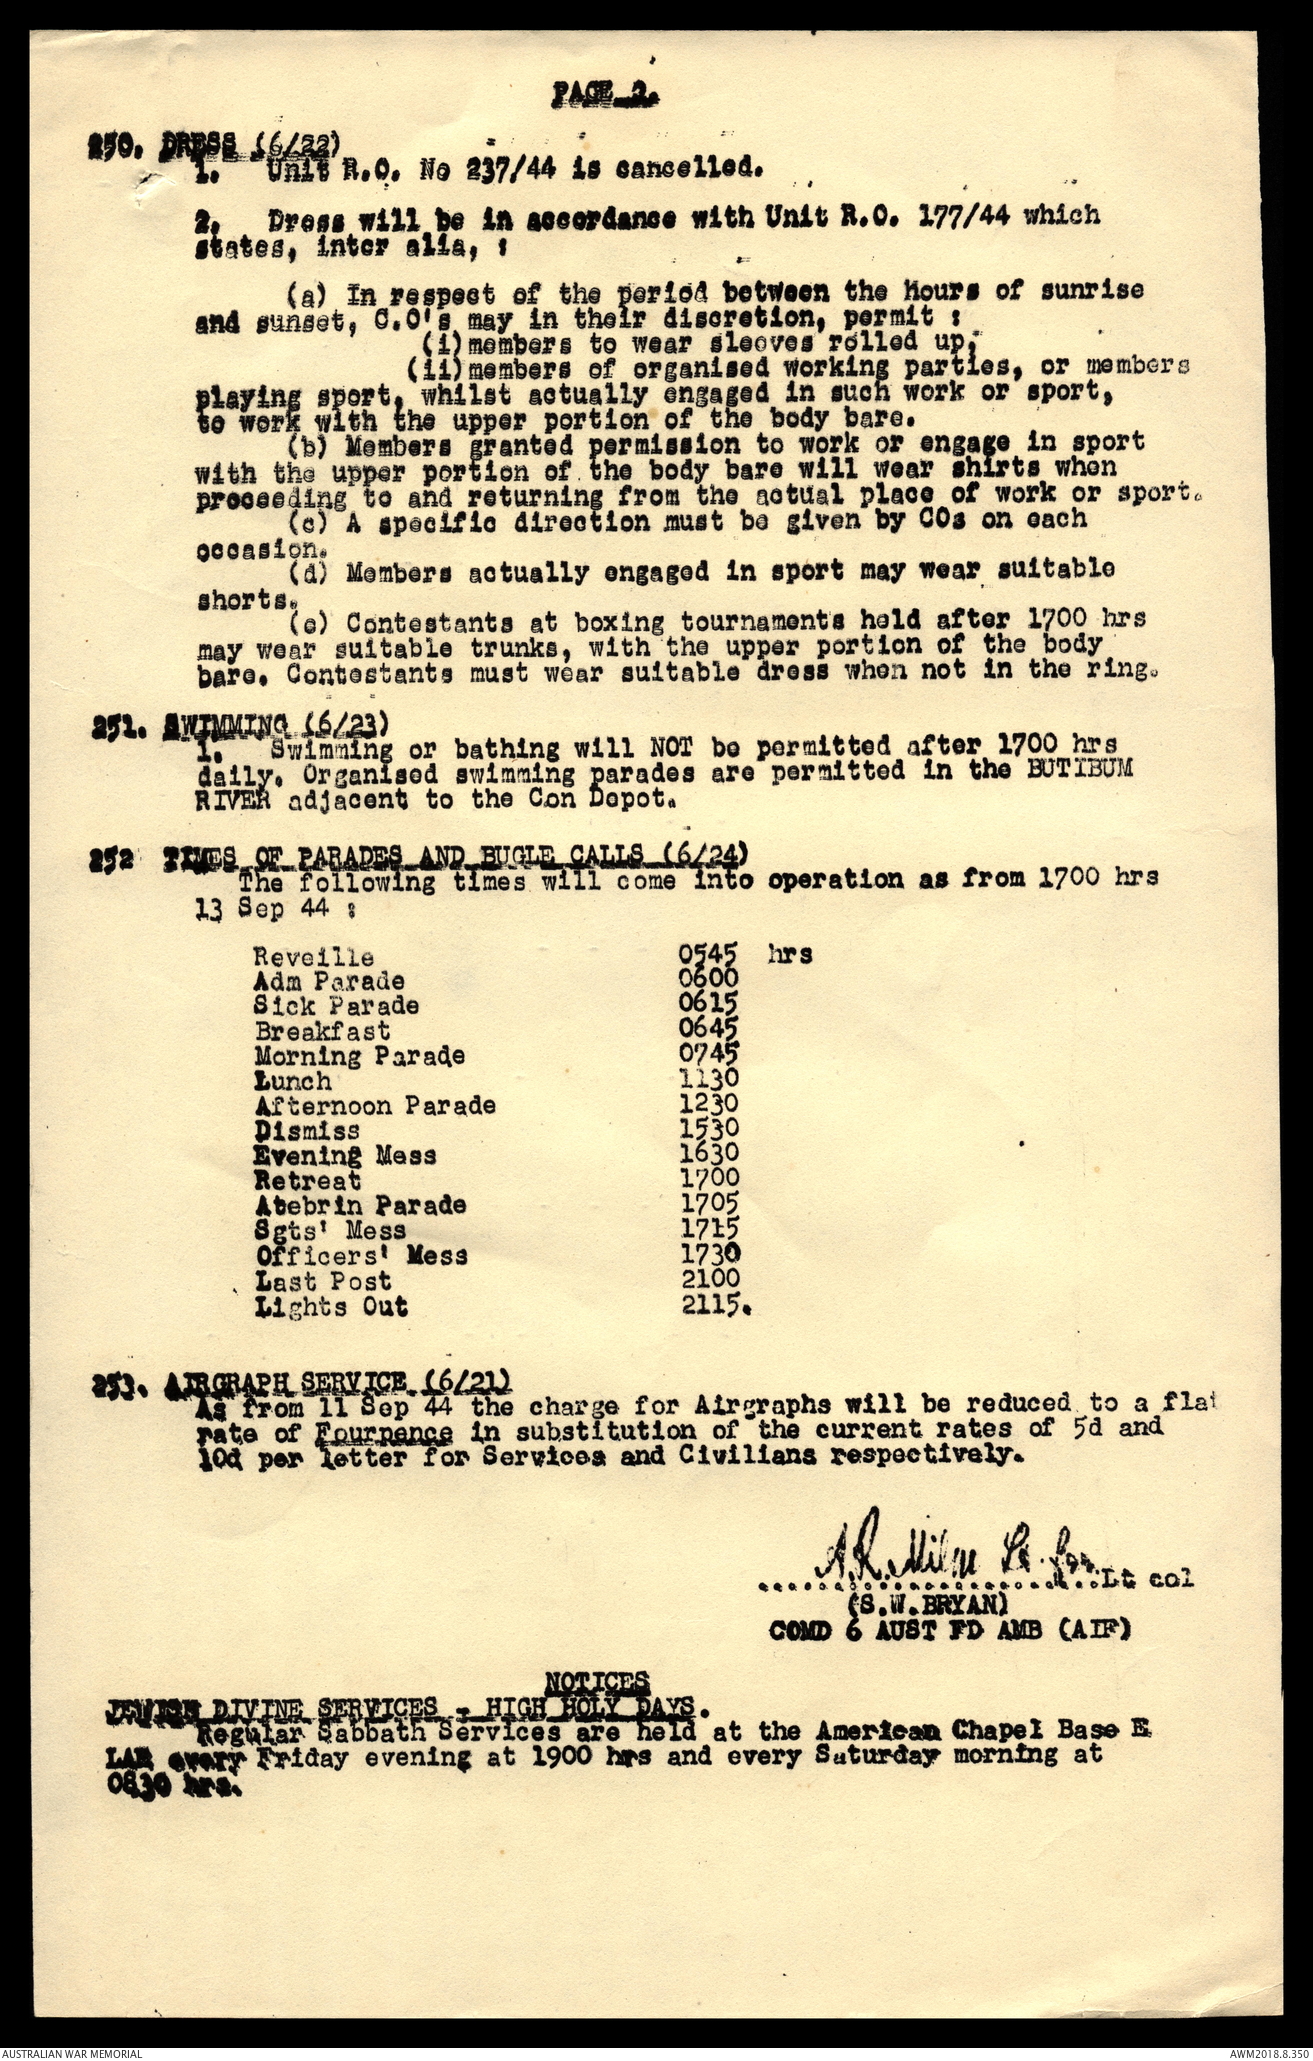 PAGE 2.
250. DRESS (6/22)
1. Unit R.O. No 237/44 is cancelled.
2. Dress will be in accordance with Unit R.O. 177/44 which
states, inter alia, :
(a) In respect of the period between the hours of sunrise
and sunset, C.O's may in their discretion, permit :
(i)members to wear sleeves rolled up;
(ii)members of organised working parties, or members
playing sport, whilst actually engaged in such work or sport,
to work with the upper portion of the body bare.
(b) Members granted permission to work or engage in sport
with the upper portion of the body bare will wear shirts when
proceeding to and returning from the actual place of work or sport.
(c) A specific direction must be given by COs on each
occasion.
(d) Members actually engaged in sport may wear suitable
shorts.
(e) Contestants at boxing tournaments held after 1700 hrs
may wear suitable trunks, with the upper portion of the body
bare. Contestants must wear suitable dress when not in the ring.
251. SWIMMING (6/23)
1. Swimming or bathing will NOT be permitted after 1700 hrs
daily. Organised swimming parades are permitted in the BUTIBUM
RIVER adjacent to the Con Depot.
252 TIMES OF PARADES AND BUGLE CALLS (6/24)
The following times will come into operation as from 1700 hrs
13 Sep 44 :
Reveille 0545 hrs
Adm Parade 0600
Sick Parade 0615
Breakfast 0645
Morning Parade 0745
Lunch 1130
Afternoon Parade 1230
Dismiss 1530
Evening Mess 1630
Retreat 1700
Atebrin Parade 1705
Sgts' Mess 1715
Officers' Mess 1730
Last Post 2100
Lights Out 2115.
253. AIRGRAPH SERVICE (6/21)
As from 11 Sep 44 the charge for Airgraphs will be reduced to a flat
rate of Fourpence in substitution of the current rates of 5d and
10d per letter for Services and Civilians respectively.
A.R. Milne Lt. for
Lt col
(S.W.BRYAN)
COMD 6 AUST FD AMB (AIF)
NOTICES
JEWISH DIVINE SERVICES - HIGH HOLY DAYS.
Regular Sabbath Services are held at the American Chapel Base E
LAE every Friday evening at 1900 hrs and every Saturday morning at
0830 hrs.
AUSTRALIAN WAR MEMORIAL
AWM2018.8.350